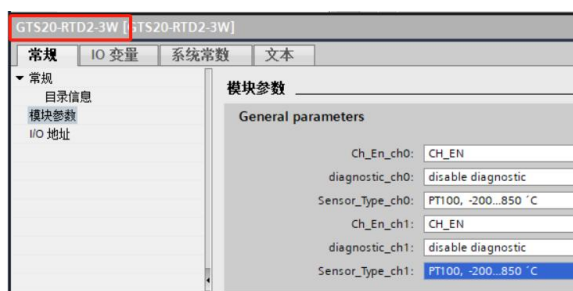 GTS20-RTD2-3W [GTS20-RTD2-3W]
常规 IO 变量 系统常数 文本
常规
目录信息
模块参数
I/O 地址
模块参数
General parameters
Ch_En_ch0: CH_EN
diagnostic_ch0: disable diagnostic
Sensor_Type_ch0: PT100, -200...850 ´C
Ch_En_ch1: CH_EN
diagnostic_ch1: disable diagnostic
Sensor_Type_ch1: PT100, -200...850 ´C